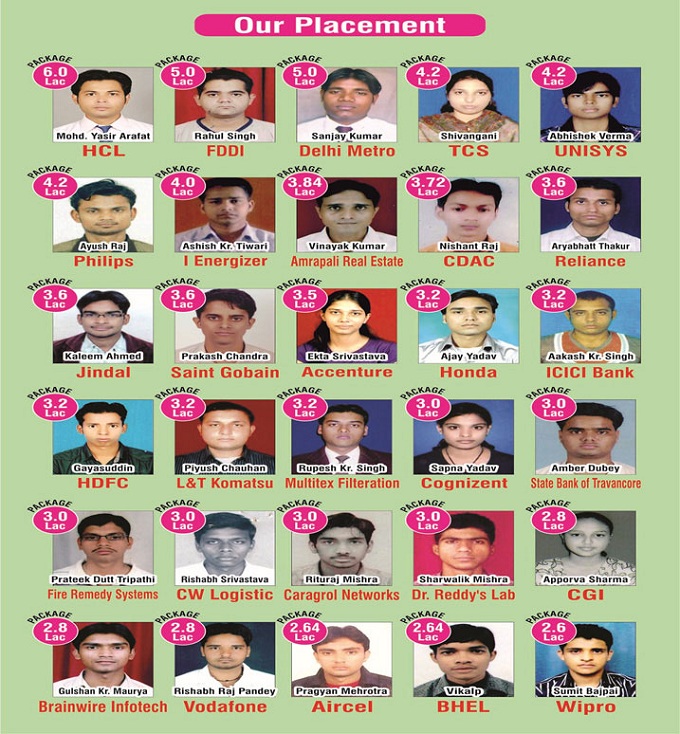 Our Placement
PACKAGE 6.0 Lac
Mohd. Yasir Arafat
HCL
PACKAGE 5.0 Lac
Rahul Singh
FDDI
PACKAGE 5.0 Lac
Sanjay Kumar
Delhi Metro
PACKAGE 4.2 Lac
Shivangani
TCS
PACKAGE 4.2 Lac
Abhishek Verma
UNISYS
PACKAGE 4.2 Lac
Ayush Raj
Philips
PACKAGE 4.0 Lac
Ashish Kr. Tiwari
I Energizer
PACKAGE 3.84 Lac
Vinayak Kumar
Amrapali Real Estate
PACKAGE 3.72 Lac
Nishant Raj
CDAC
PACKAGE 3.6 Lac
Aryabhatt Thakur
Reliance
PACKAGE 3.6 Lac
Kaleem Ahmed
Jindal
PACKAGE 3.6 Lac
Prakash Chandra
Saint Gobain
PACKAGE 3.5 Lac
Ekta Srivastava
Accenture
PACKAGE 3.2 Lac
Ajay Yadav
Honda
PACKAGE 3.2 Lac
Aakash Kr. Singh
ICICI Bank
PACKAGE 3.2 Lac
Gayasuddin
HDFC
PACKAGE 3.2 Lac
Piyush Chauhan
L&T Komatsu
PACKAGE 3.2 Lac
Rupesh Kr. Singh
Multitex Filteration
PACKAGE 3.0 Lac
Sapna Yadav
Cognizent
PACKAGE 3.0 Lac
Amber Dubey
State Bank of Travancore
PACKAGE 3.0 Lac
Prateek Dutt Tripathi
Fire Remedy Systems
PACKAGE 3.0 Lac
Rishabh Srivastava
CW Logistic
PACKAGE 3.0 Lac
Rituraj Mishra
Caragrol Networks
PACKAGE 3.0 Lac
Sharwalik Mishra
Dr. Reddy's Lab
PACKAGE 2.8 Lac
Apporva Sharma
CGI
PACKAGE 2.8 Lac
Gulshan Kr. Maurya
Brainwire Infotech
PACKAGE 2.8 Lac
Rishabh Raj Pandey
Vodafone
PACKAGE 2.64 Lac
Pragyan Mehrotra
Aircel
PACKAGE 2.64 Lac
Vikalp
BHEL
PACKAGE 2.6 Lac
Sumit Bajpai
Wipro